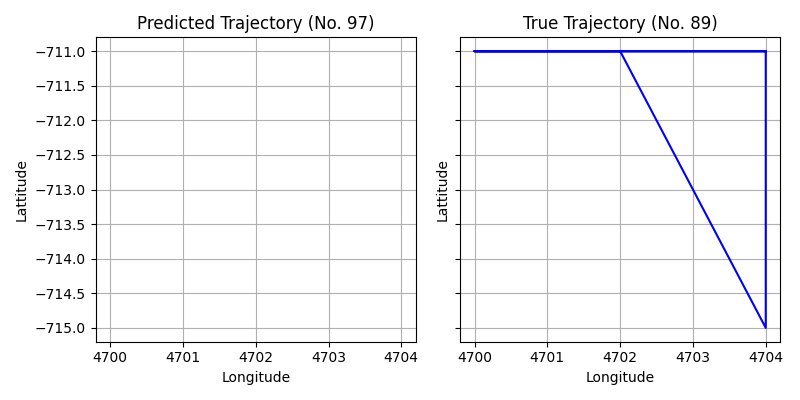 Predicted Trajectory (No. 97)
True Trajectory (No. 89)
−711.0
−711.5
−712.0
−712.5
−713.0
−713.5
−714.0
−714.5
−715.0
Lattitude
Lattitude
4700 4701 4702 4703 4704
4700 4701 4702 4703 4704
Longitude
Longitude